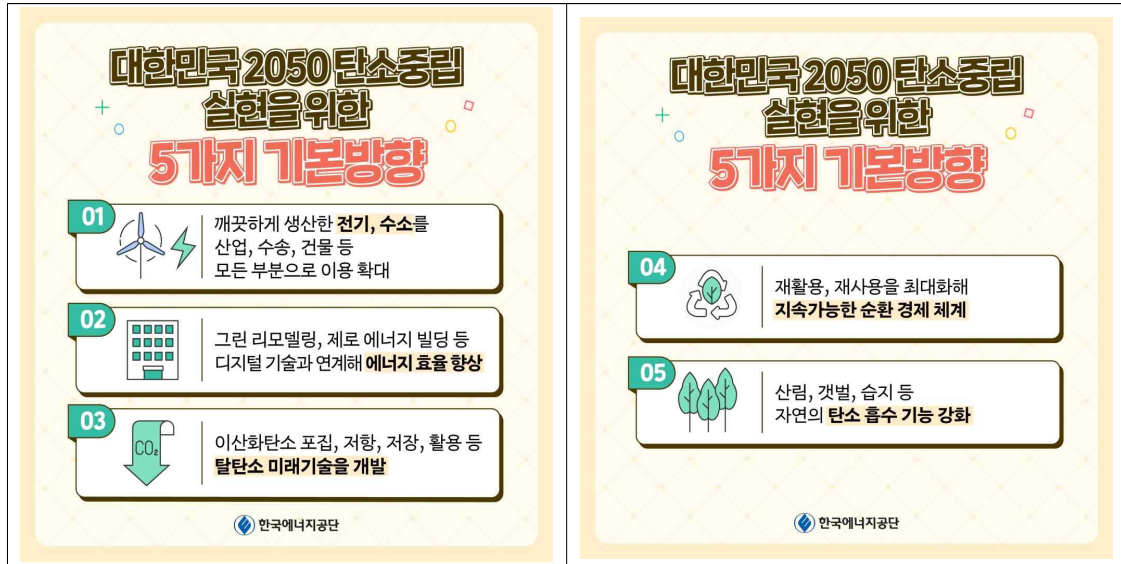 대한민국 2050 탄소중립
실현을 위한
5가지 기본방향
01
깨끗하게 생산한 전기, 수소를
산업, 수송, 건물 등
모든 부분으로 이용 확대
02
그린 리모델링, 제로 에너지 빌딩 등
디지털 기술과 연계해 에너지 효율 향상
03
CO₂
이산화탄소 포집, 저항, 저장, 활용 등
탈탄소 미래기술을 개발
한국에너지공단
대한민국 2050 탄소중립
실현을 위한
5가지 기본방향
04
재활용, 재사용을 최대화해
지속가능한 순환 경제 체계
05
산림, 갯벌, 습지 등
자연의 탄소 흡수 기능 강화
한국에너지공단